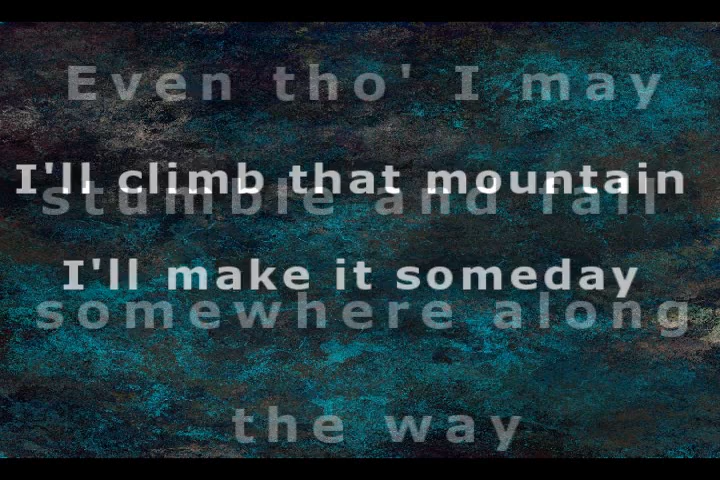 Even tho' I may
I'll climb that mountain
stumble and fall
I'll make it someday
somewhere along
the way